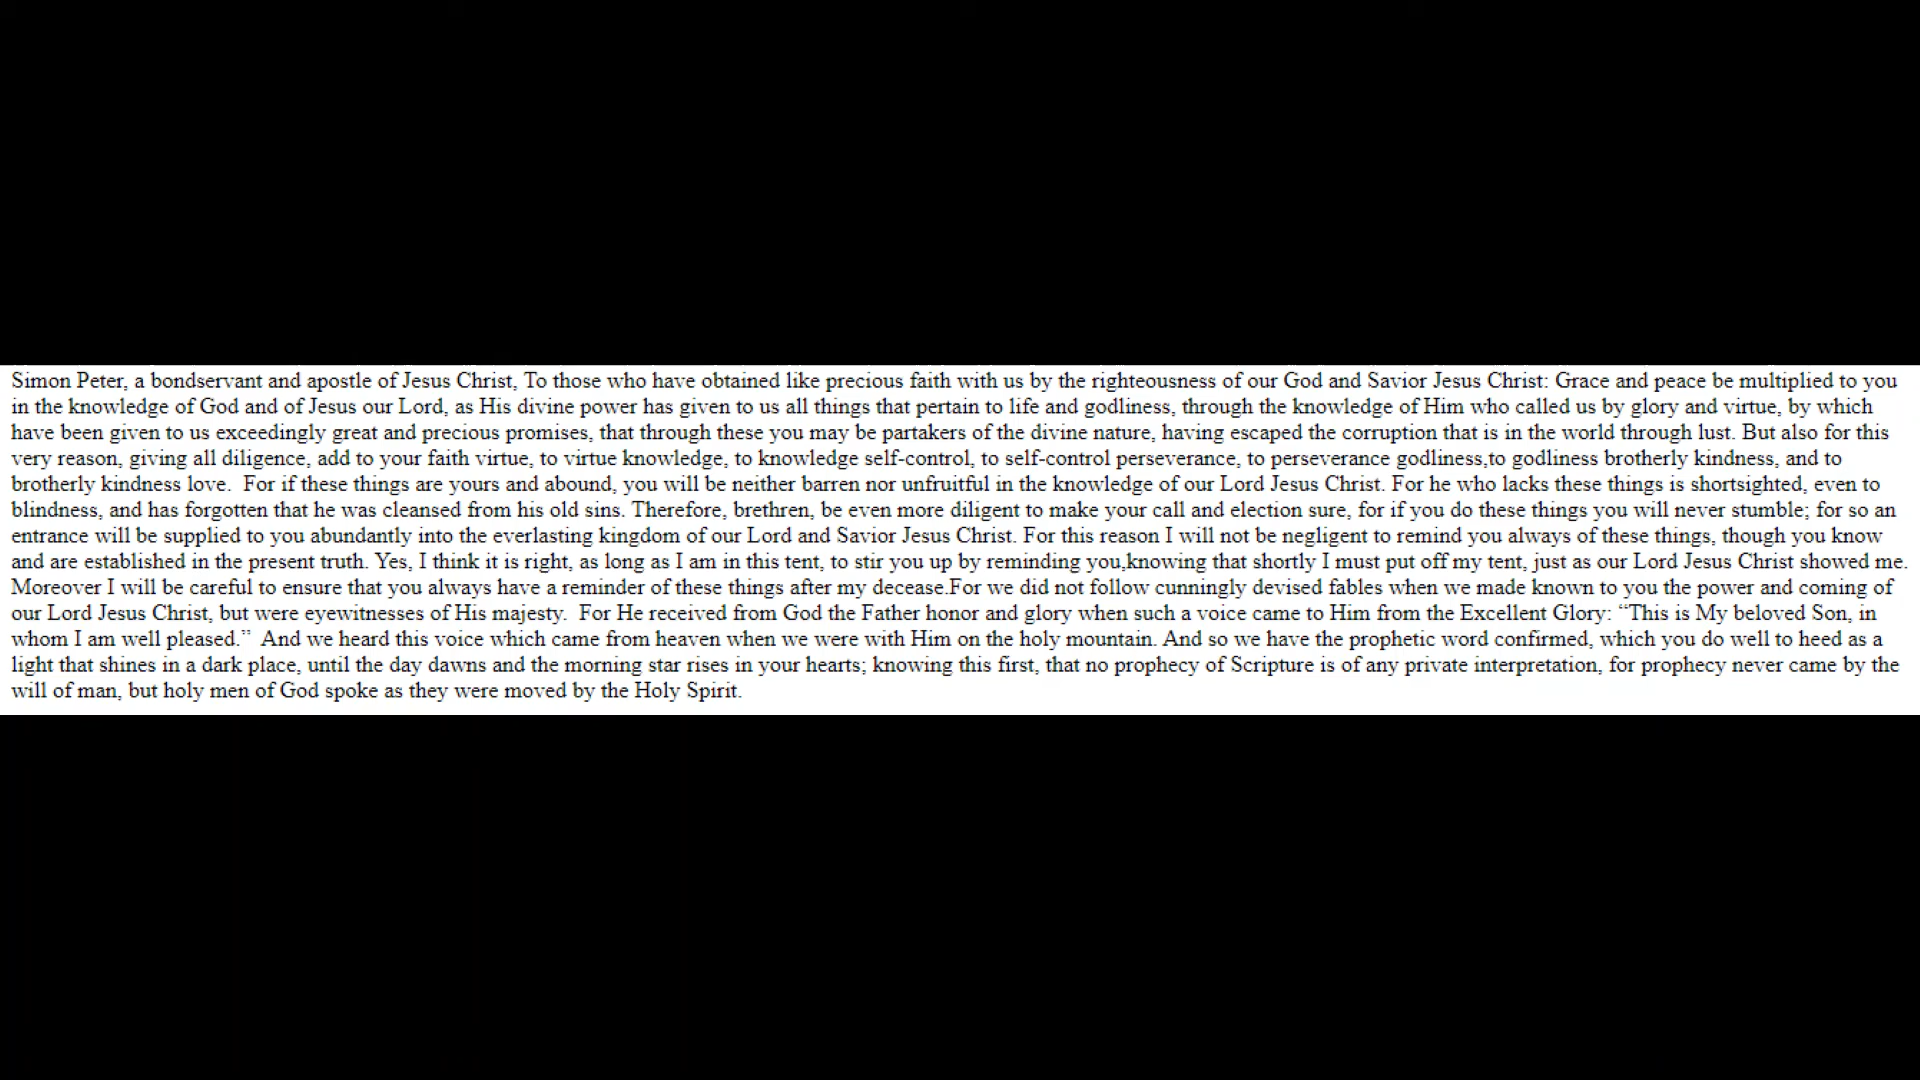 Simon Peter, a bondservant and apostle of Jesus Christ, To those who have obtained like precious faith with us by the righteousness of our God and Savior Jesus Christ: Grace and peace be multiplied to you
in the knowledge of God and of Jesus our Lord, as His divine power has given to us all things that pertain to life and godliness, through the knowledge of Him who called us by glory and virtue, by which
have been given to us exceedingly great and precious promises, that through these you may be partakers of the divine nature, having escaped the corruption that is in the world through lust. But also for this
very reason, giving all diligence, add to your faith virtue, to virtue knowledge, to knowledge self-control, to self-control perseverance, to perseverance godliness,to godliness brotherly kindness, and to
brotherly kindness love.  For if these things are yours and abound, you will be neither barren nor unfruitful in the knowledge of our Lord Jesus Christ. For he who lacks these things is shortsighted, even to
blindness, and has forgotten that he was cleansed from his old sins. Therefore, brethren, be even more diligent to make your call and election sure, for if you do these things you will never stumble; for so an
entrance will be supplied to you abundantly into the everlasting kingdom of our Lord and Savior Jesus Christ. For this reason I will not be negligent to remind you always of these things, though you know
and are established in the present truth. Yes, I think it is right, as long as I am in this tent, to stir you up by reminding you,knowing that shortly I must put off my tent, just as our Lord Jesus Christ showed me.
Moreover I will be careful to ensure that you always have a reminder of these things after my decease.For we did not follow cunningly devised fables when we made known to you the power and coming of
our Lord Jesus Christ, but were eyewitnesses of His majesty.  For He received from God the Father honor and glory when such a voice came to Him from the Excellent Glory: “This is My beloved Son, in
whom I am well pleased.”  And we heard this voice which came from heaven when we were with Him on the holy mountain. And so we have the prophetic word confirmed, which you do well to heed as a
light that shines in a dark place, until the day dawns and the morning star rises in your hearts; knowing this first, that no prophecy of Scripture is of any private interpretation, for prophecy never came by the
will of man, but holy men of God spoke as they were moved by the Holy Spirit.